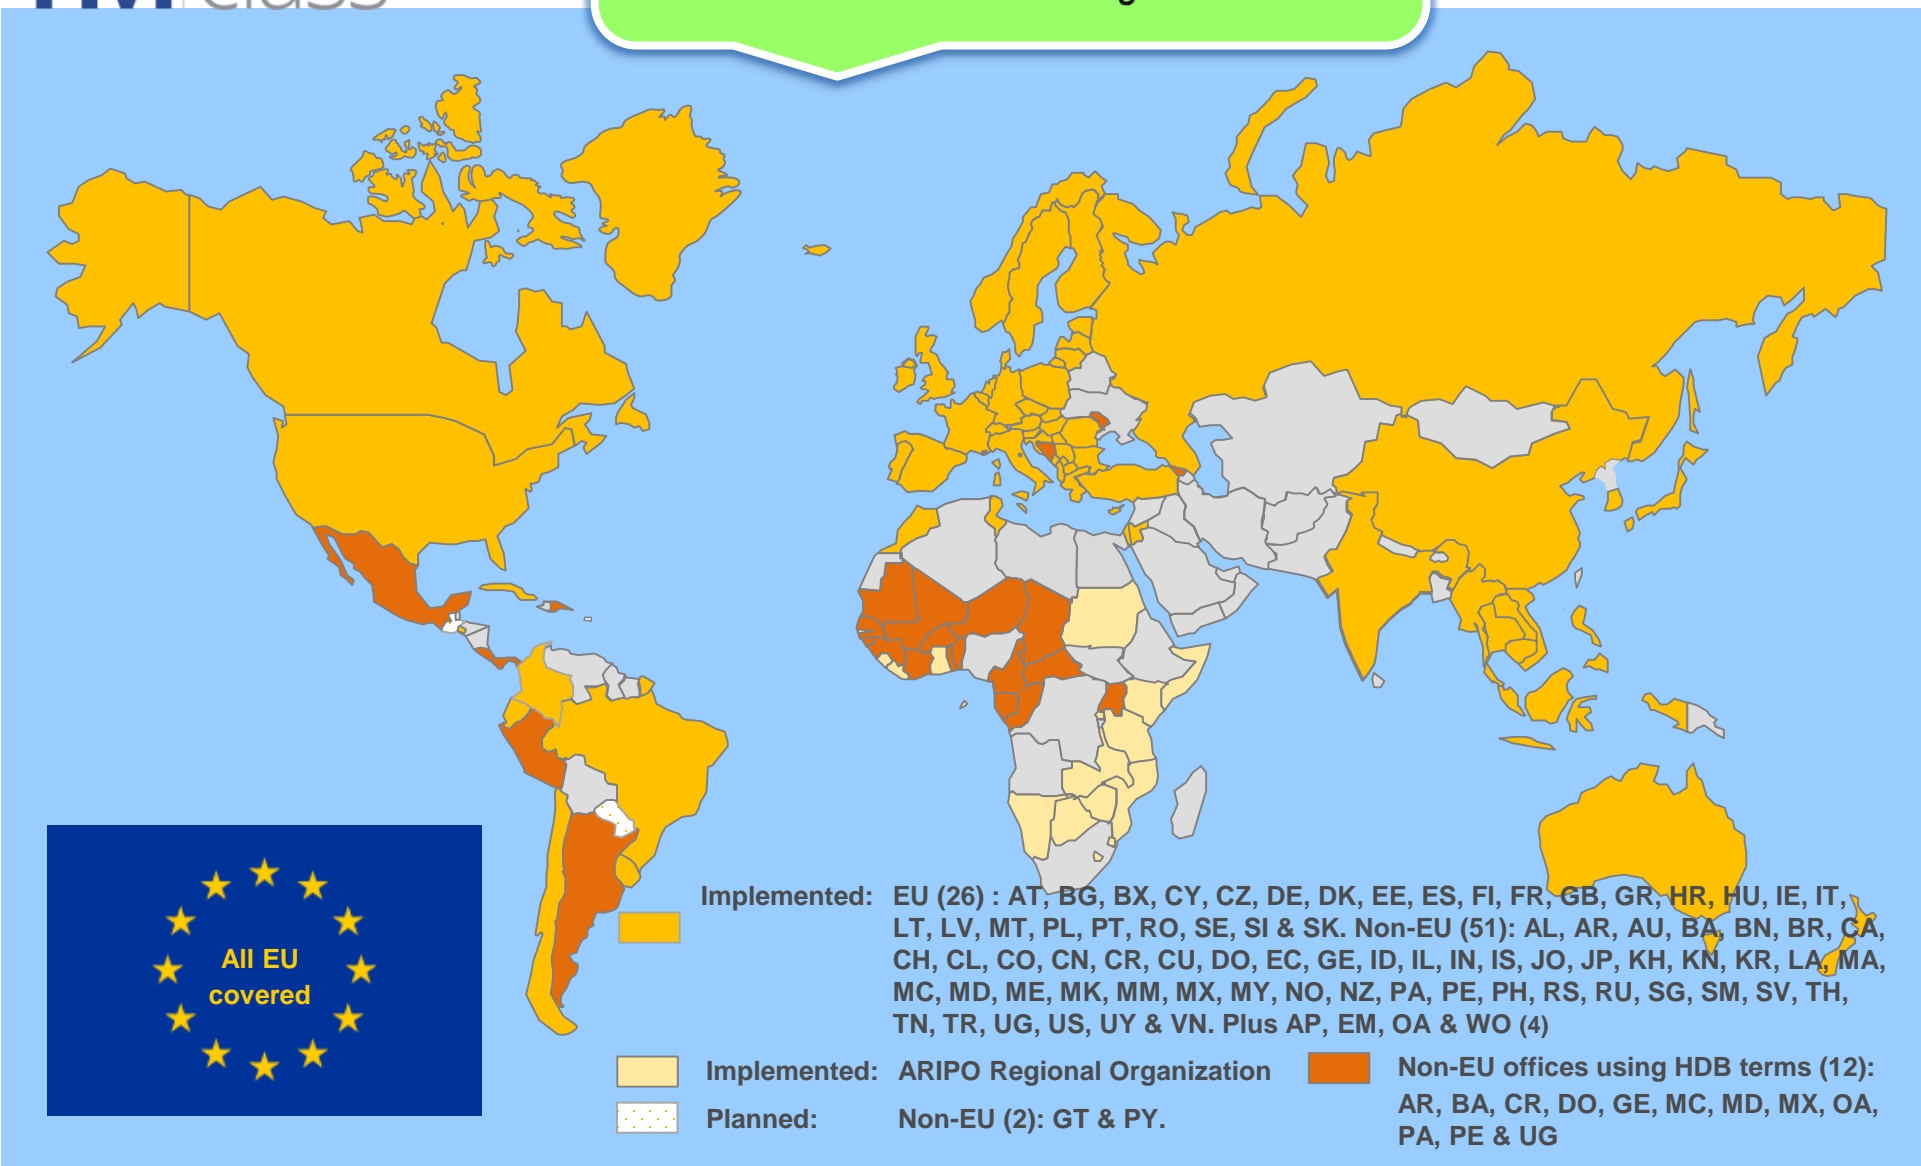 TM class
All EU
covered
Implemented: EU (26) : AT, BG, BX, CY, CZ, DE, DK, EE, ES, FI, FR, GB, GR, HR, HU, IE, IT,
LT, LV, MT, PL, PT, RO, SE, SI & SK. Non-EU (51): AL, AR, AU, BA, BN, BR, CA,
CH, CL, CO, CN, CR, CU, DO, EC, GE, ID, IL, IN, IS, JO, JP, KH, KN, KR, LA, MA,
MC, MD, ME, MK, MM, MX, MY, NO, NZ, PA, PE, PH, RS, RU, SG, SM, SV, TH,
TN, TR, UG, US, UY & VN. Plus AP, EM, OA & WO (4)
Implemented: ARIPO Regional Organization
Planned: Non-EU (2): GT & PY.
Non-EU offices using HDB terms (12):
AR, BA, CR, DO, GE, MC, MD, MX, OA,
PA, PE & UG